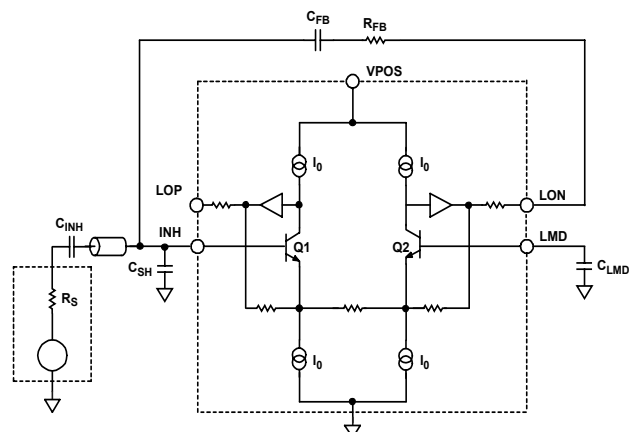 CFB RFB
VPOS
I0 I0
LOP LON
CINH INH LMD
Q1 Q2
CSH CLMD
RS
I0 I0